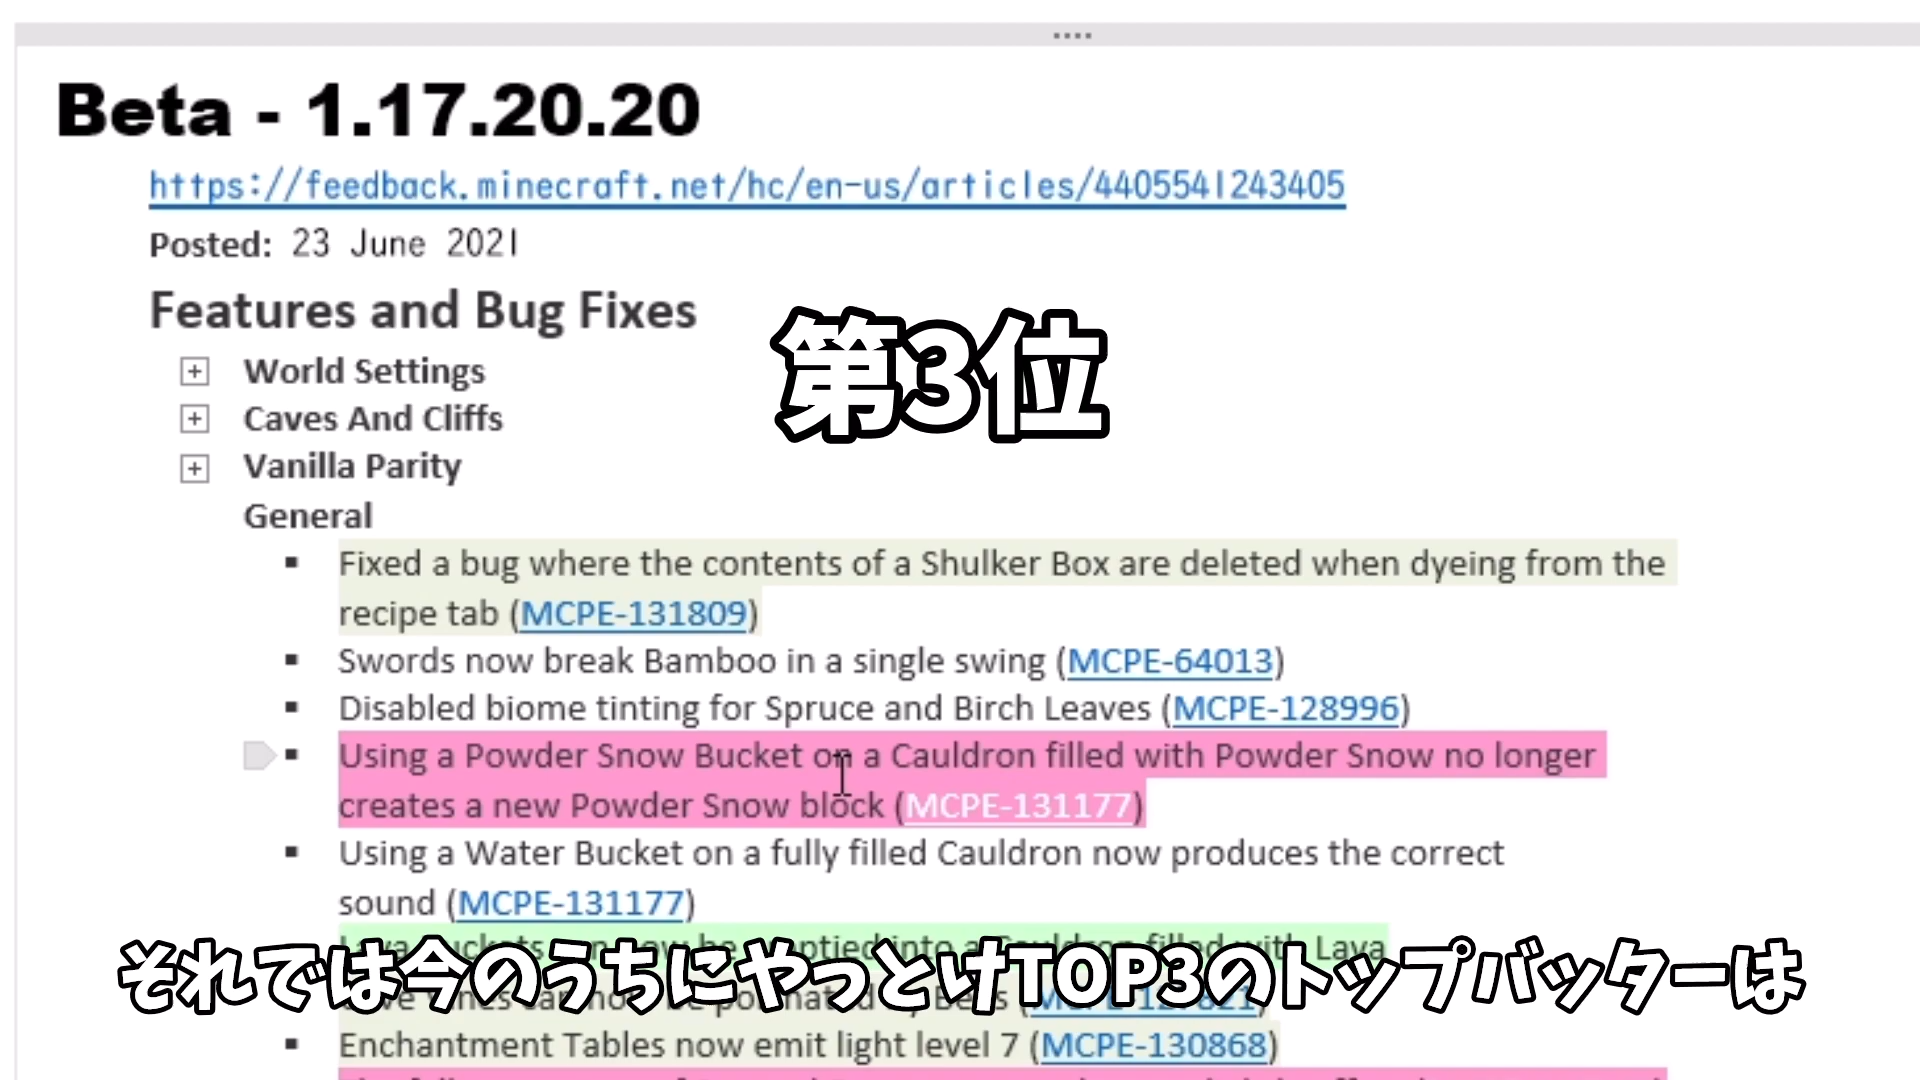 Beta - 1.17.20.20
https://feedback.minecraft.net/hc/en-us/articles/4405541243405
Posted: 23 June 2021
Features and Bug Fixes
第3位
World Settings
Caves And Cliffs
Vanilla Parity
General
Fixed a bug where the contents of a Shulker Box are deleted when dyeing from the
recipe tab (MCPE-131809)
Swords now break Bamboo in a single swing (MCPE-64013)
Disabled biome tinting for Spruce and Birch Leaves (MCPE-128996)
Using a Powder Snow Bucket on a Cauldron filled with Powder Snow no longer
creates a new Powder Snow block (MCPE-131177)
Using a Water Bucket on a fully filled Cauldron now produces the correct
sound (MCPE-131177)
Lava be into a Cauldron filled with Lava
それでは今のうちにやっとけTOP3のトップバッターは
Enchantment Tables now emit light level 7 (MCPE-130868)